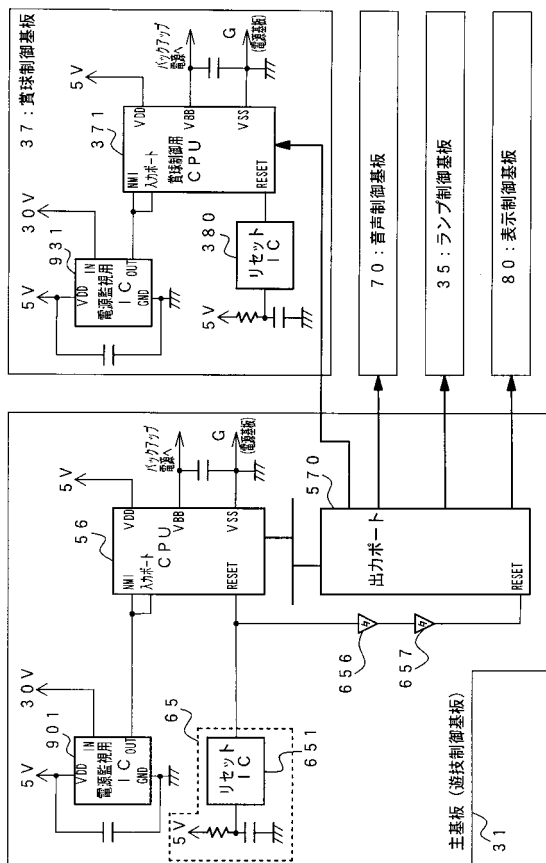 37:賞球制御基板
5V
30V
931
VDD
IN
電源監視用
IC
OUT
GND
5V
371
VDD
NMI
入力ポート
賞球制御用
CPU
VBB
VSS
RESET
バックアップ
電源へ
G
(電源基板)
380
リセット
IC
5V
70:音声制御基板
35:ランプ制御基板
80:表示制御基板
5V
30V
901
VDD
IN
電源監視用
IC
OUT
GND
5V
56
VDD
NMI
入力ポート
CPU
VBB
VSS
RESET
バックアップ
電源へ
G
(電源基板)
65
5V
リセット
IC
651
570
出力ポート
RESET
656
657
主基板(遊技制御基板)
31